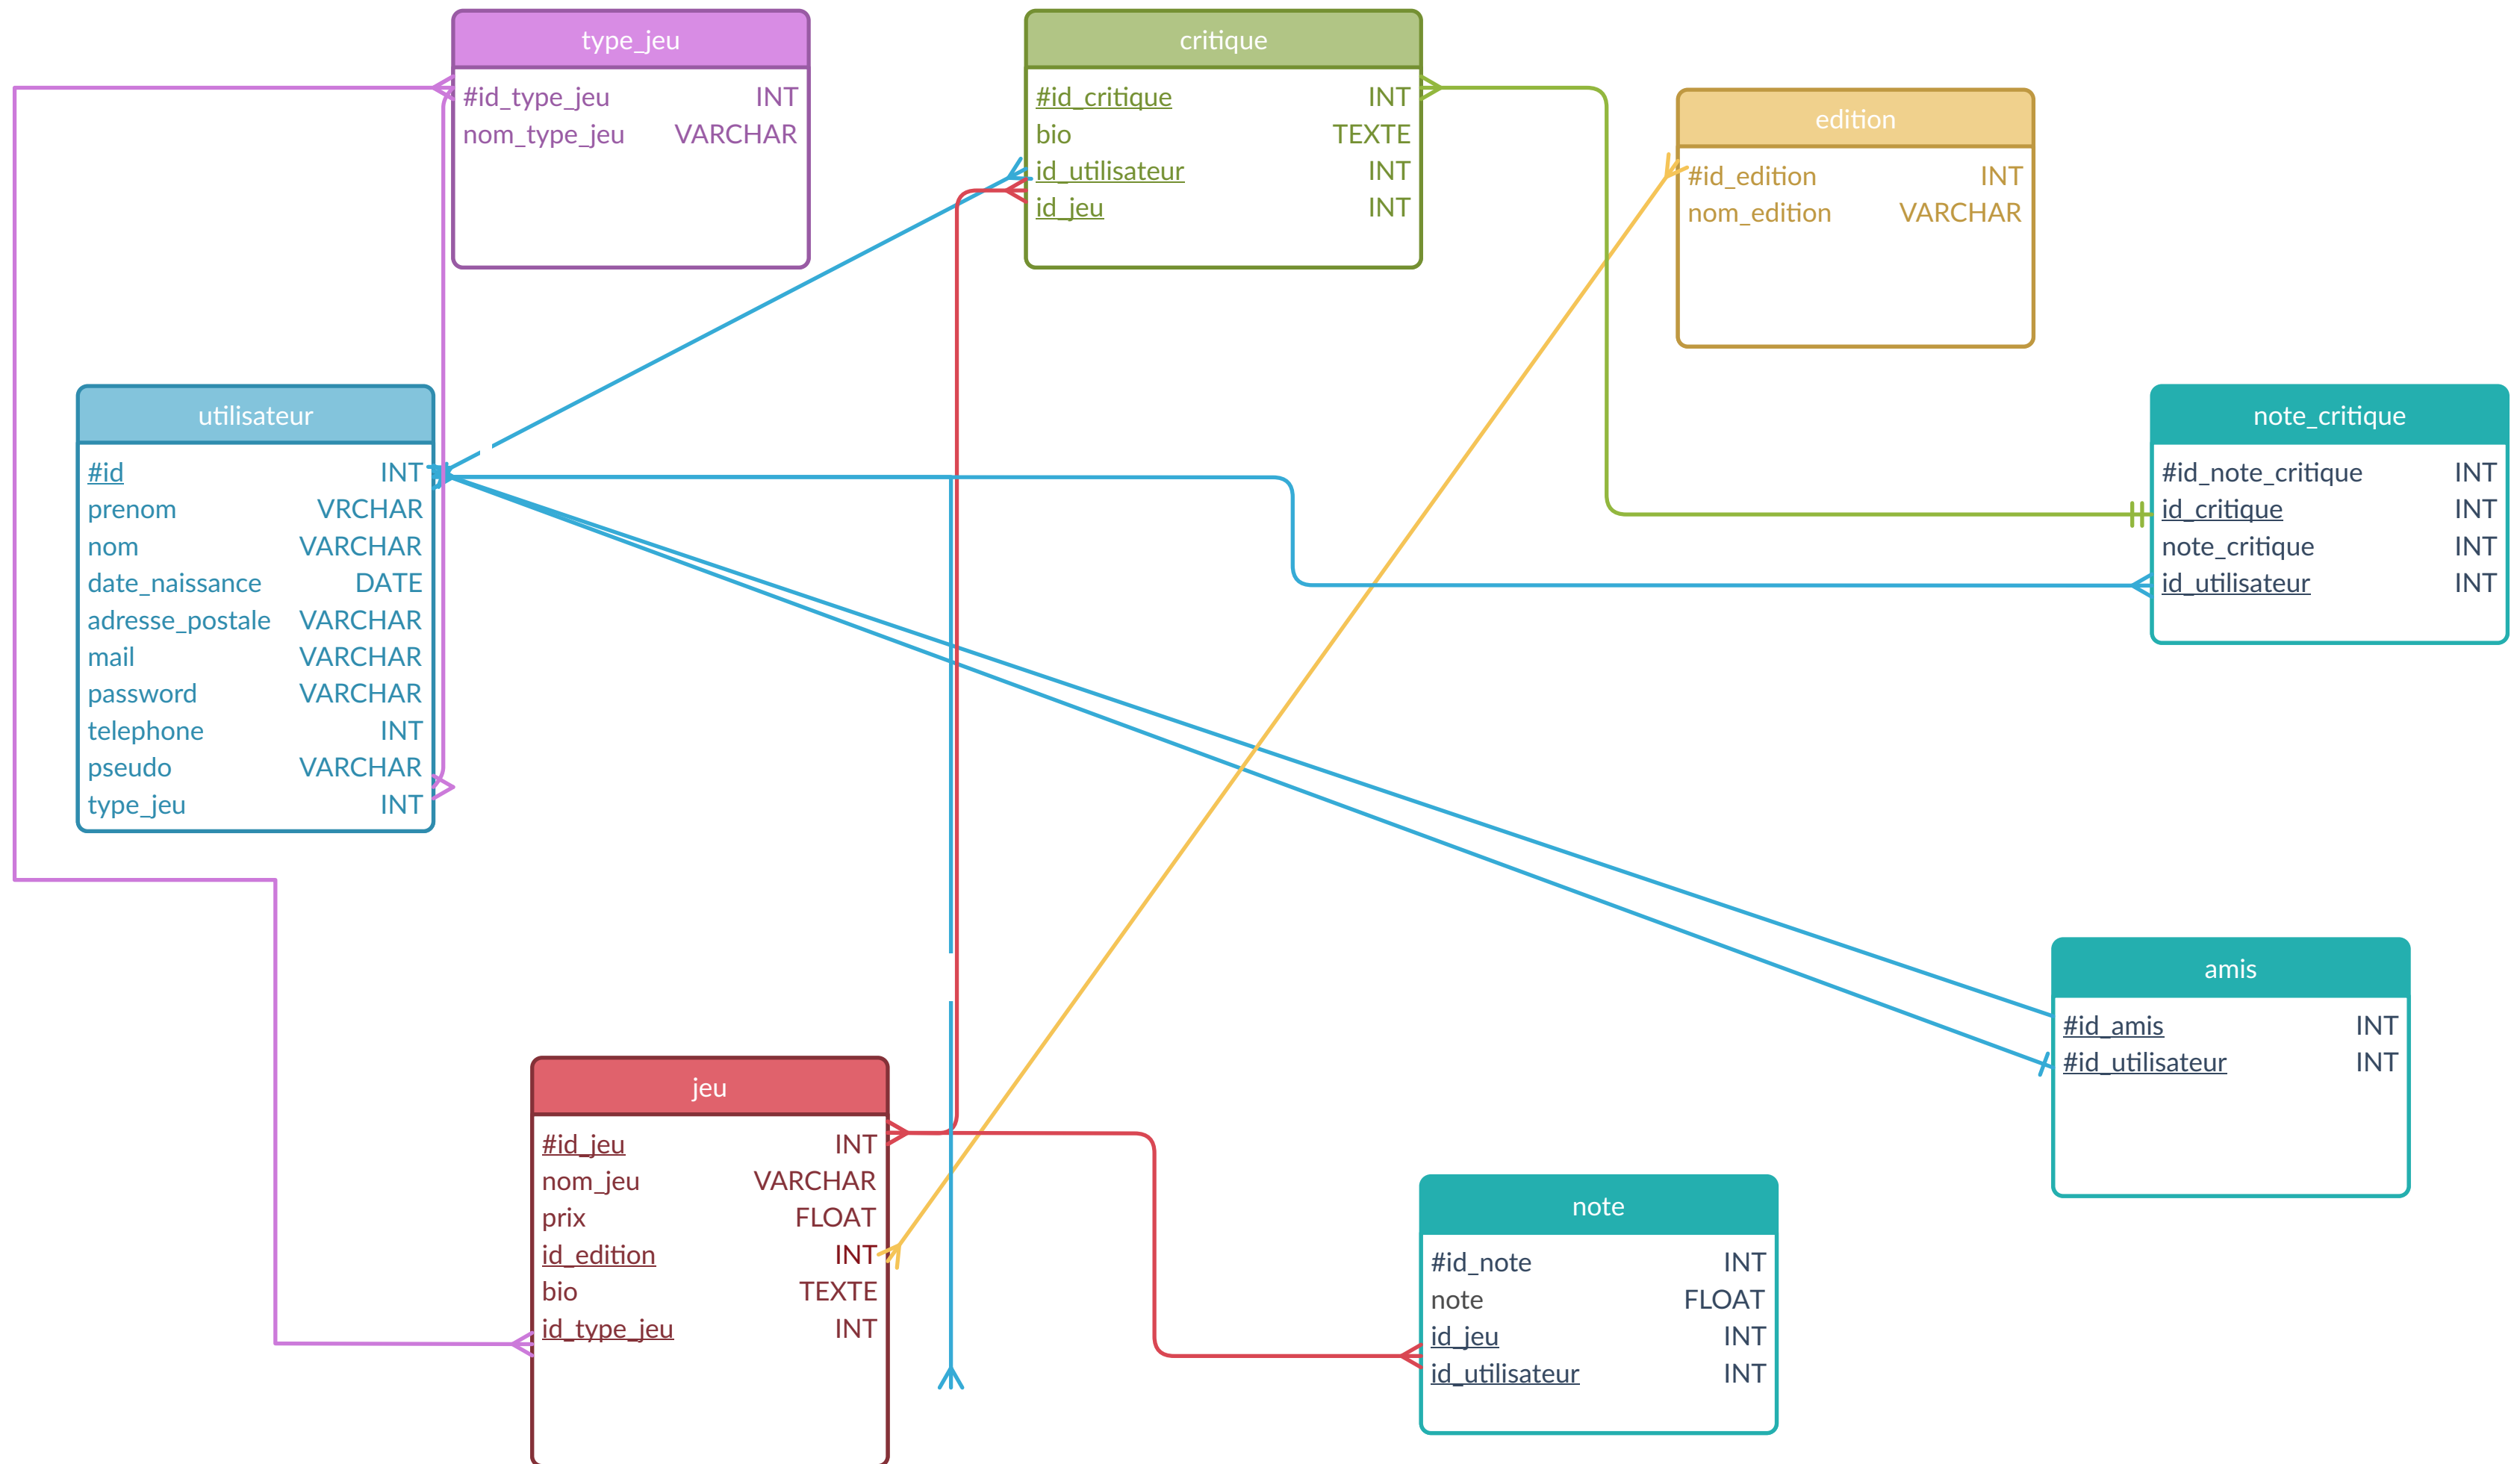 type_jeu
#id_type_jeu INT
nom_type_jeu VARCHAR
critique
#id_critique INT
bio TEXTE
id_utilisateur INT
id_jeu INT
edition
#id_edition INT
nom_edition VARCHAR
utilisateur
#id INT
prenom VRCHAR
nom VARCHAR
date_naissance DATE
adresse_postale VARCHAR
mail VARCHAR
password VARCHAR
telephone INT
pseudo VARCHAR
type_jeu INT
note_critique
#id_note_critique INT
id_critique INT
note_critique INT
id_utilisateur INT
amis
#id_amis INT
#id_utilisateur INT
jeu
#id_jeu INT
nom_jeu VARCHAR
prix FLOAT
id_edition INT
bio TEXTE
id_type_jeu INT
note
#id_note INT
note FLOAT
id_jeu INT
id_utilisateur INT